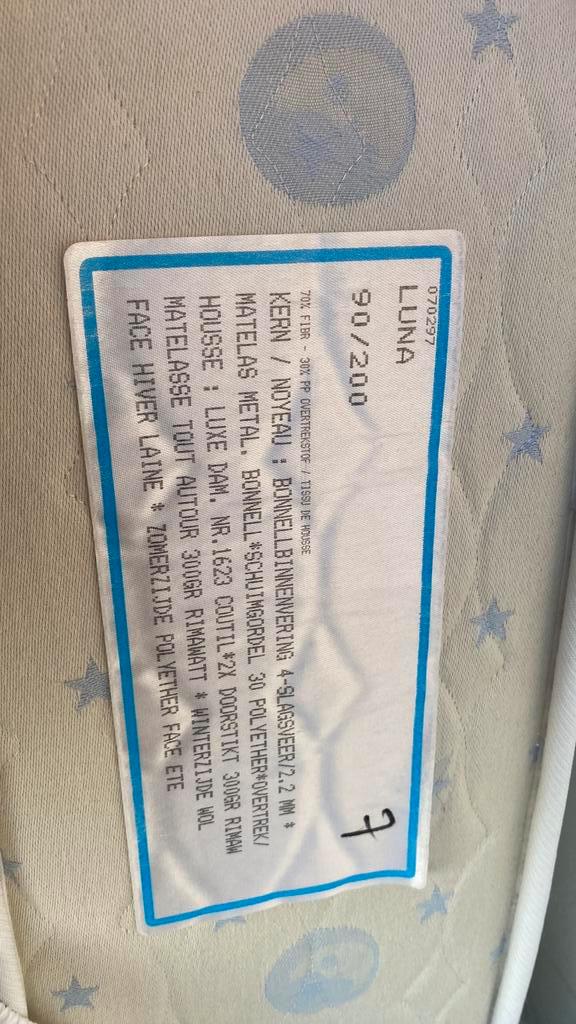 070297
LUNA
90/200
70% FIBR - 30% PP OVERTREKSTOF / TISSU DE HOUSSE
KERN / NOYEAU : BONNELLBINNENVERING 4-SLAGSVEER/2.2 MM *
MATELAS METAL. BONNELL*SCHUIMGORDEL 30 POLYETHER*OVERTREK/
HOUSSE : LUXE DAM. NR.1623 COUTIL*2X DOORSTIKT 300GR RIMAW
MATELASSE TOUT AUTOUR 300GR RIMAWATT * WINTERZIJDE WOL
FACE HIVER LAINE * ZOMERZIJDE POLYETHER FACE ETE
7